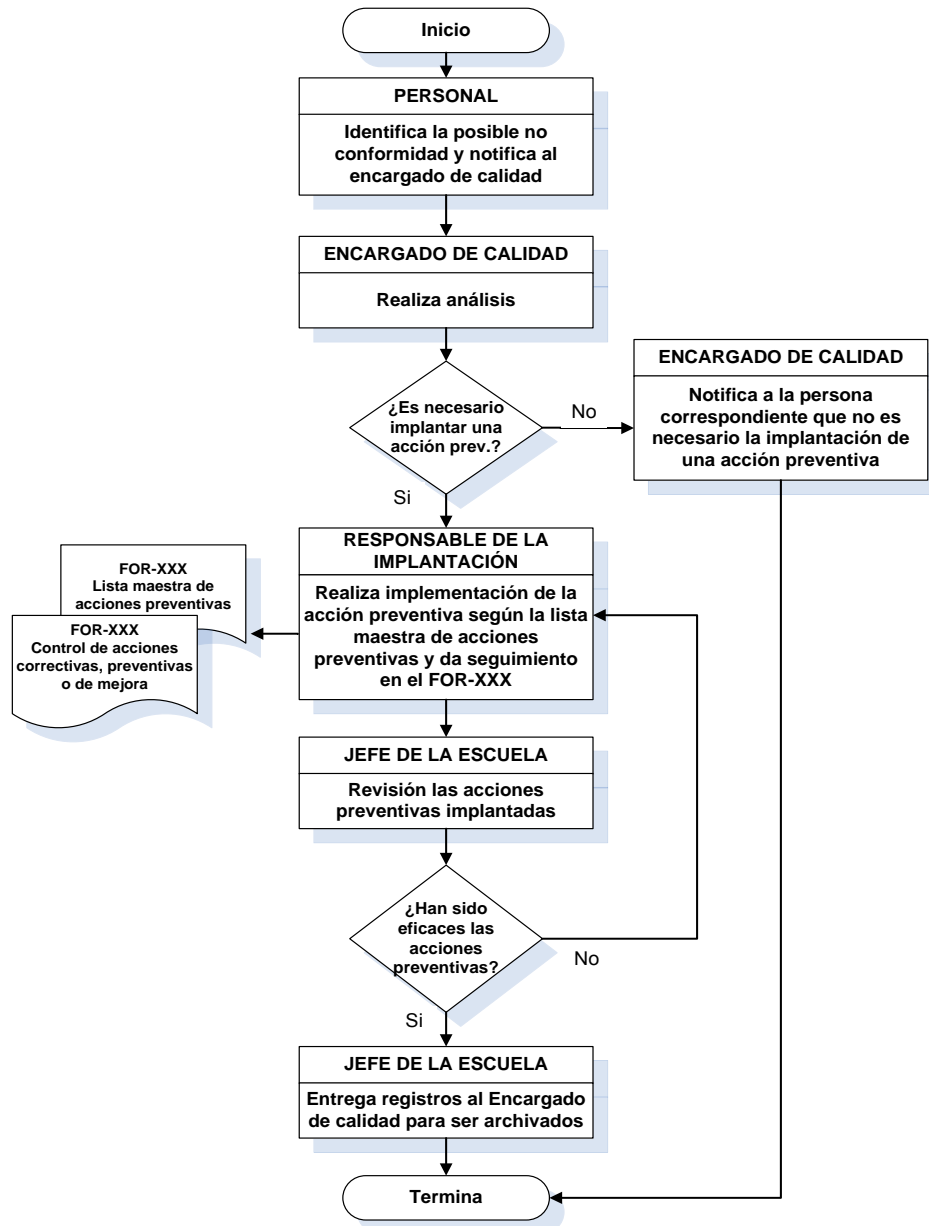 Inicio
PERSONAL
Identifica la posible no
conformidad y notifica al
encargado de calidad
ENCARGADO DE CALIDAD
Realiza análisis
¿Es necesario
implantar una
acción prev.?
No
ENCARGADO DE CALIDAD
Notifica a la persona
correspondiente que no es
necesario la implantación de
una acción preventiva
Si
RESPONSABLE DE LA
IMPLANTACIÓN
Realiza implementación de la
acción preventiva según la lista
maestra de acciones
preventivas y da seguimiento
en el FOR-XXX
FOR-XXX
Lista maestra de
acciones preventivas
FOR-XXX
Control de acciones
correctivas, preventivas
o de mejora
JEFE DE LA ESCUELA
Revisión las acciones
preventivas implantadas
¿Han sido
eficaces las
acciones
preventivas?
No
Si
JEFE DE LA ESCUELA
Entrega registros al Encargado
de calidad para ser archivados
Termina